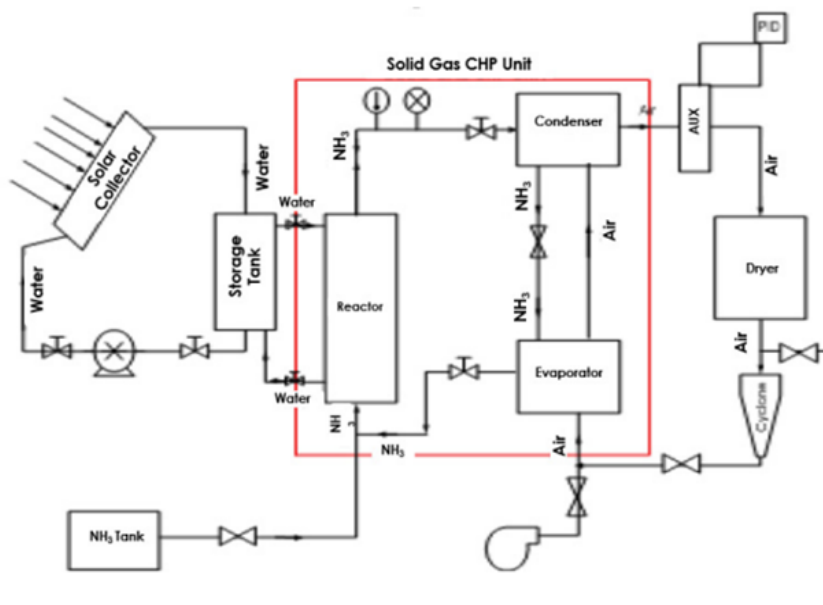 PID
Solid Gas CHP Unit
Condenser
AUX
Solar
Collector
Water
NH3
Air
NH3
Air
Water
Storage
Tank
Reactor
Dryer
Water
NH3
Air
Evaporator
Cyclone
Water
NH
3
NH3
Air
NH3 Tank